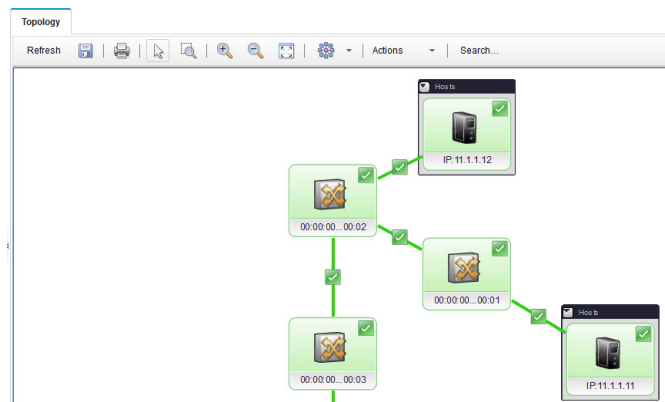 Topology
Refresh Actions Search...
Hosts
IP:11.1.1.12
00:00:00...00:02
00:00:00...00:01
Hosts
00:00:00...00:03
IP:11.1.1.11